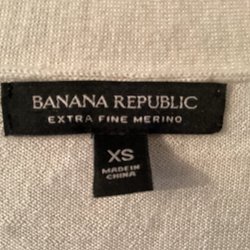 BANANA REPUBLIC
EXTRA FINE MERINO
XS
MADE IN
CHINA